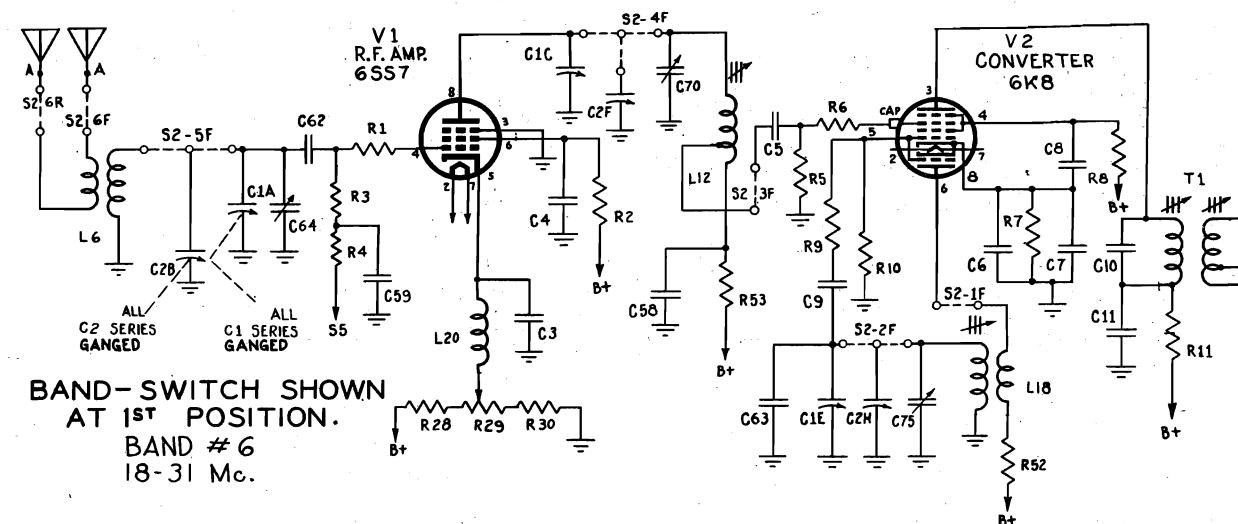 S2-4F
V1
R.F. AMP.
6SS7
V2
CONVERTER
6K8
A
A
S2 6R
S2 6F
S2-5F
C62
R1
C1C
C2F
C70
8
3
6
4
5
2
7
C1A
C64
R3
R4
L6
C2B
C59
S5
C4
R2
B+
L12
S2 3F
C5
R6
CAP
R5
3
4
5
2
7
6
8
C8
R8
B+
T1
R9
R10
C6
R7
C7
C10
C11
R11
B+
C58
R53
B+
C9
S2-1F
S2-2F
L18
C63
C1E
C2H
C75
R52
B+
ALL
C2 SERIES
GANGED
ALL
C1 SERIES
GANGED
L20
C3
B+
R28
R29
R30
BAND-SWITCH SHOWN
AT 1ST POSITION.
BAND #6
18-31 Mc.